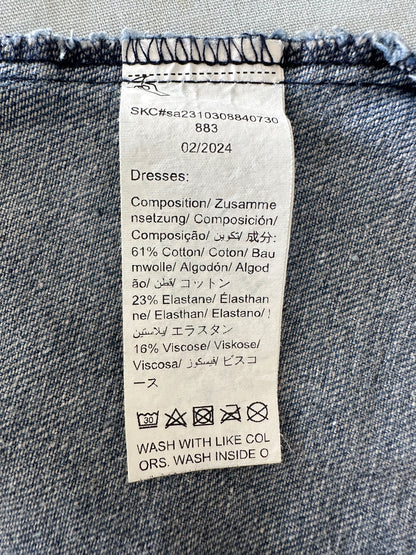 SKC#sa2310308840730
883
02/2024
Dresses:
Composition/ Zusamme
nsetzung/ Composición/
Composição/ تكوين/ 成分:
61% Cotton/ Coton/ Bau
mwolle/ Algodón/ Algod
ão/ قطن/ コットン
23% Elastane/ Élasthan
ne/ Elasthan/ Elastano/
إيلاستين/ エラスタン
16% Viscose/ Viskose/
Viscosa/ فيسكوز/ ビスコ
ース
30
WASH WITH LIKE COL
ORS. WASH INSIDE O